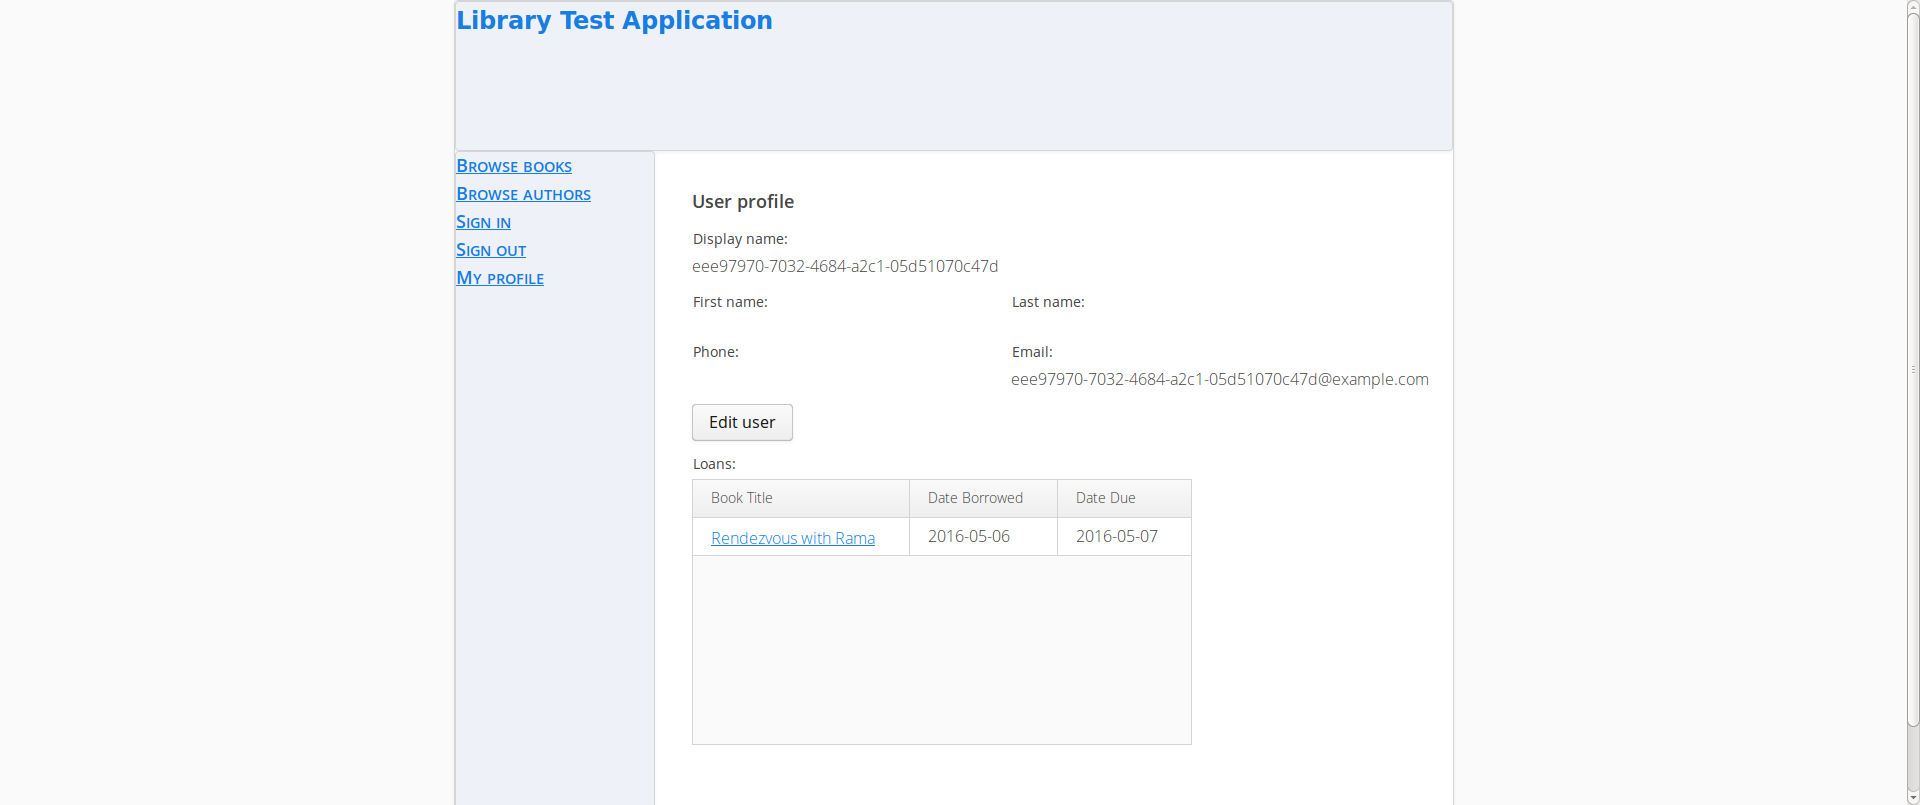 Library Test Application
Browse books
Browse authors
Sign in
Sign out
My profile
User profile
Display name:
eee97970-7032-4684-a2c1-05d51070c47d
First name: Last name:
Phone: Email:
eee97970-7032-4684-a2c1-05d51070c47d@example.com
Edit user
Loans:
Book Title Date Borrowed Date Due
Rendezvous with Rama 2016-05-06 2016-05-07